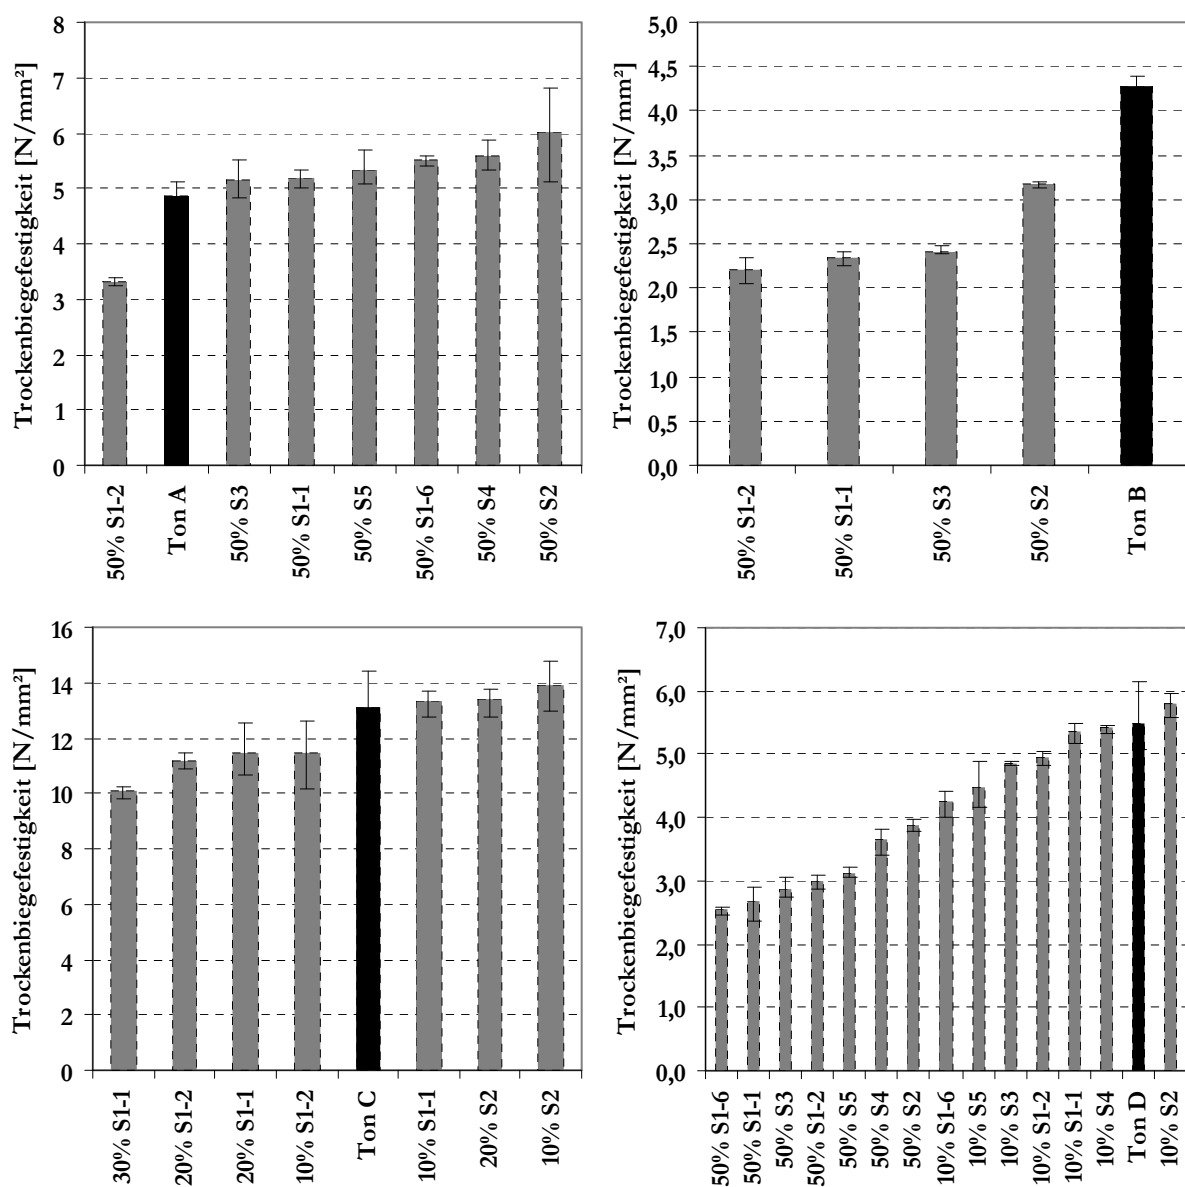 Trockenbiegefestigkeit [N/mm²]
8
7
6
5
4
3
2
1
0
50% S1-2
Ton A
50% S3
50% S1-1
50% S5
50% S1-6
50% S4
50% S2
Trockenbiegefestigkeit [N/mm²]
5,0
4,5
4,0
3,5
3,0
2,5
2,0
1,5
1,0
0,5
0,0
50% S1-2
50% S1-1
50% S3
50% S2
Ton B
Trockenbiegefestigkeit [N/mm²]
16
14
12
10
8
6
4
2
0
30% S1-1
20% S1-2
20% S1-1
10% S1-2
Ton C
10% S1-1
20% S2
10% S2
Trockenbiegefestigkeit [N/mm²]
7,0
6,0
5,0
4,0
3,0
2,0
1,0
0,0
50% S1-6
50% S1-1
50% S3
50% S1-2
50% S5
50% S4
50% S2
10% S1-6
10% S5
10% S3
10% S1-2
10% S1-1
10% S4
Ton D
10% S2